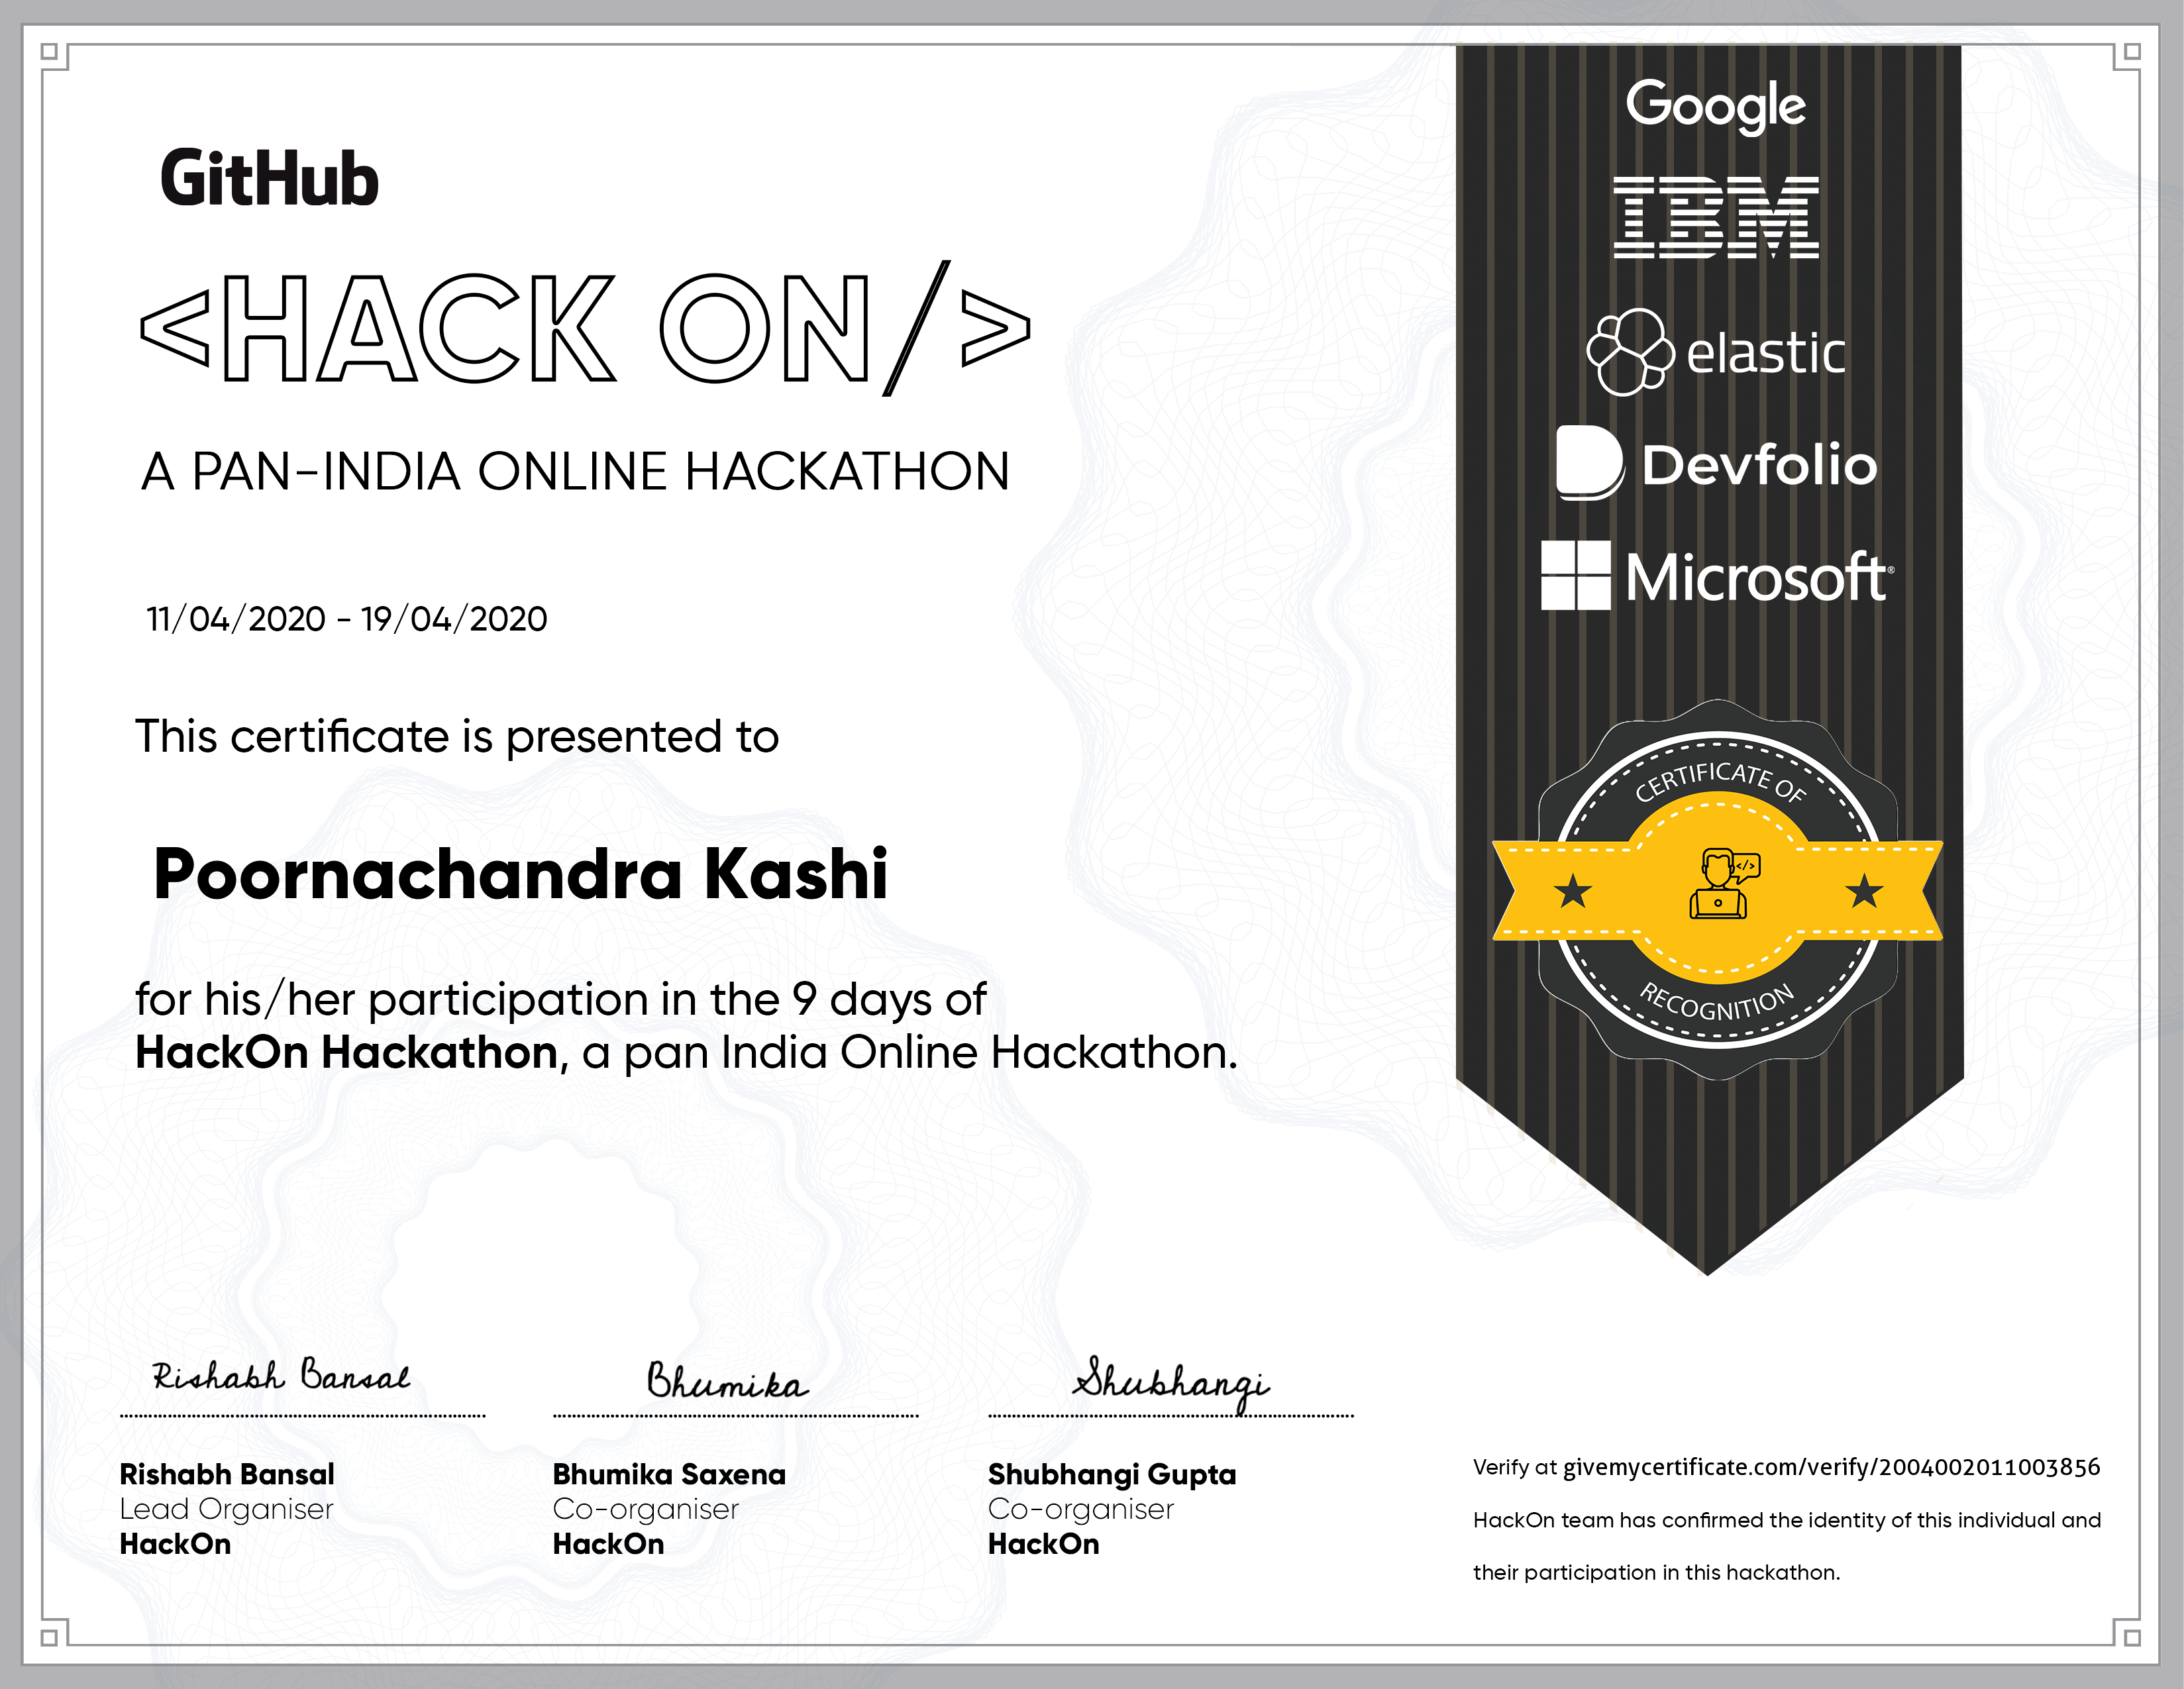 GitHub
<HACK ON/>
A PAN-INDIA ONLINE HACKATHON
11/04/2020 - 19/04/2020
This certificate is presented to
Poornachandra Kashi
for his/her participation in the 9 days of
HackOn Hackathon, a pan India Online Hackathon.
Google
IBM
elastic
Devfolio
Microsoft®
CERTIFICATE OF
</>
RECOGNITION
Rishabh Bansal
Rishabh Bansal
Lead Organiser
HackOn
Bhumika
Bhumika Saxena
Co-organiser
HackOn
Shubhangi
Shubhangi Gupta
Co-organiser
HackOn
Verify at givemycertificate.com/verify/2004002011003856
HackOn team has confirmed the identity of this individual and
their participation in this hackathon.